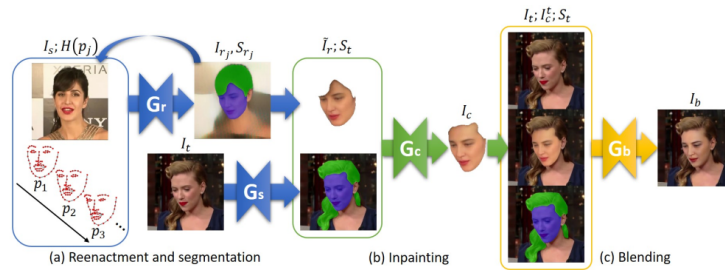 I_s; H(p_j)
I_{r_j}, S_{r_j}
Ĩ_r; S_t
I_t; I_c^t; S_t
G_r
I_t
G_s
G_c
I_c
G_b
I_b
p_1
p_2
p_3
...
(a) Reenactment and segmentation
(b) Inpainting
(c) Blending